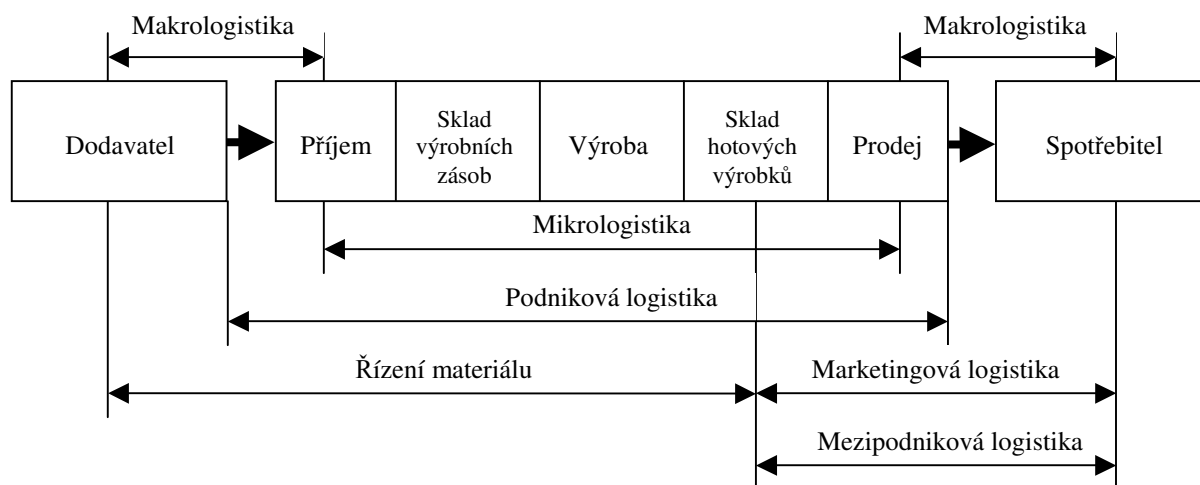 Makrologistika
Makrologistika
Dodavatel
Příjem
Sklad
výrobních
zásob
Výroba
Sklad
hotových
výrobků
Prodej
Spotřebitel
Mikrologistika
Podniková logistika
Řízení materiálu
Marketingová logistika
Mezipodniková logistika